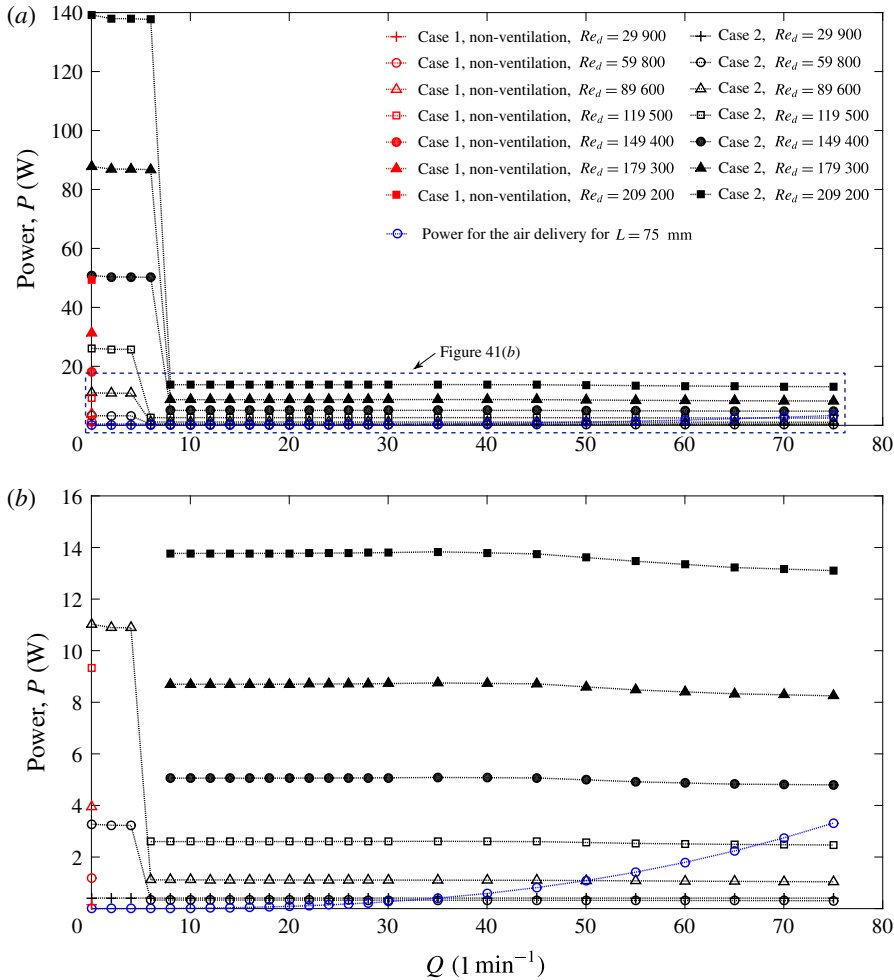 (a)
140
120
100
80
60
40
20
0
Power, P (W)
Case 1, non-ventilation, Re_d = 29 900
Case 1, non-ventilation, Re_d = 59 800
Case 1, non-ventilation, Re_d = 89 600
Case 1, non-ventilation, Re_d = 119 500
Case 1, non-ventilation, Re_d = 149 400
Case 1, non-ventilation, Re_d = 179 300
Case 1, non-ventilation, Re_d = 209 200
Case 2, Re_d = 29 900
Case 2, Re_d = 59 800
Case 2, Re_d = 89 600
Case 2, Re_d = 119 500
Case 2, Re_d = 149 400
Case 2, Re_d = 179 300
Case 2, Re_d = 209 200
Power for the air delivery for L = 75 mm
Figure 41(b)
10 20 30 40 50 60 70 80
(b)
16
14
12
10
8
6
4
2
0
Power, P (W)
10 20 30 40 50 60 70 80
Q (l min⁻¹)